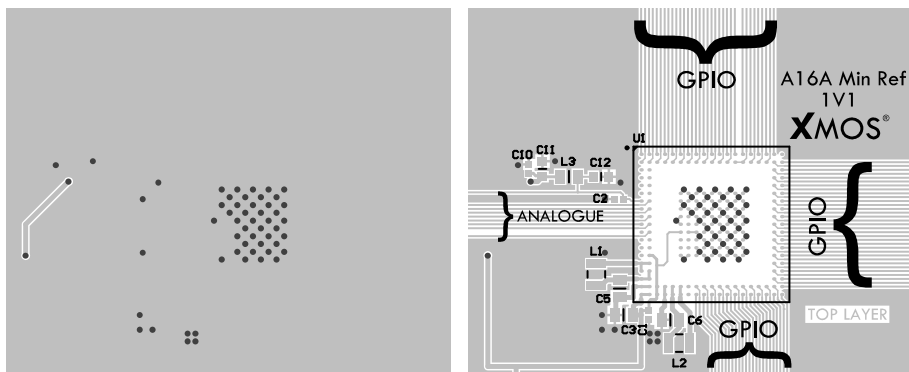 GPIO
A16A Min Ref
1V1
XMOS®
U1
C10
C11
L3
C12
C2
ANALOGUE
GPIO
L1
C5
C3
C6
L2
TOP LAYER
GPIO